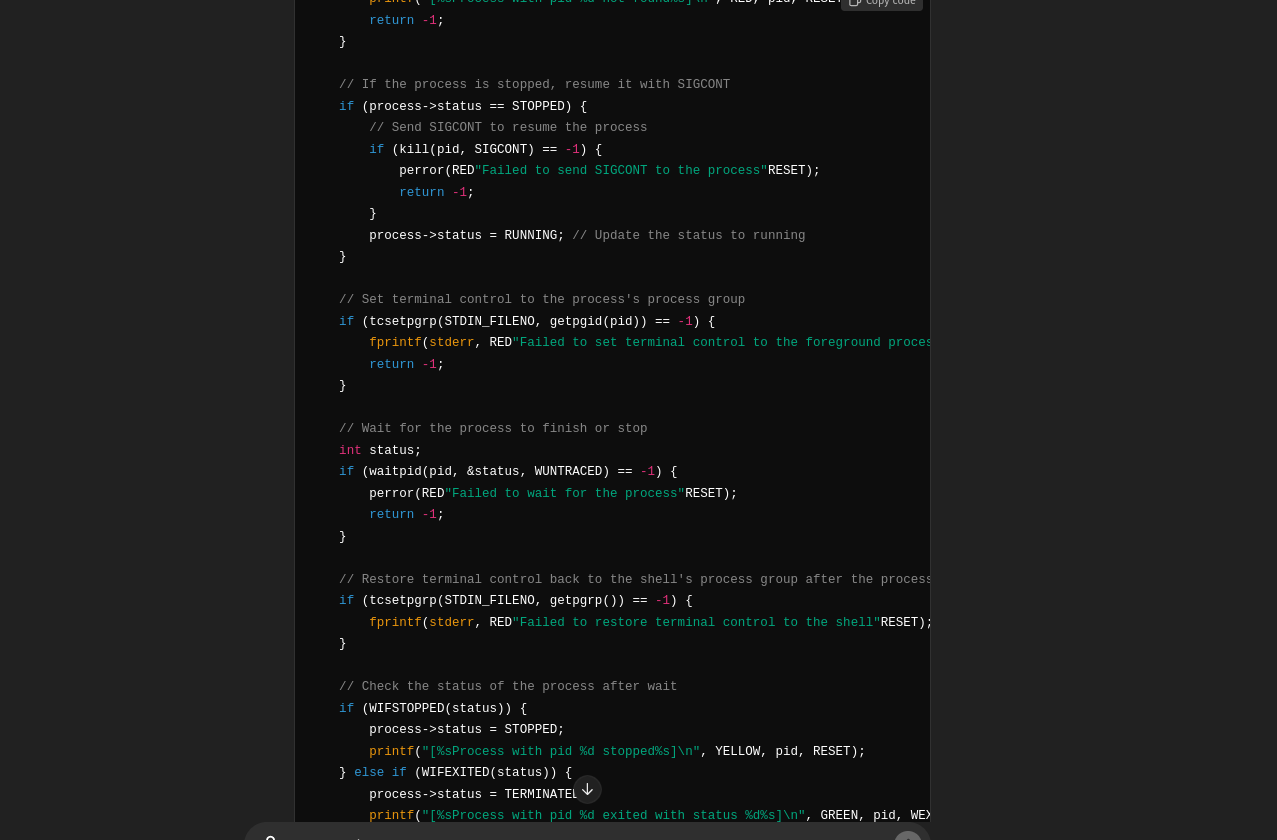 printf("[%sProcess with pid %d not found%s]\n", RED, pid, RESET
Copy code
return -1;
}
// If the process is stopped, resume it with SIGCONT
if (process->status == STOPPED) {
// Send SIGCONT to resume the process
if (kill(pid, SIGCONT) == -1) {
perror(RED"Failed to send SIGCONT to the process"RESET);
return -1;
}
process->status = RUNNING; // Update the status to running
}
// Set terminal control to the process's process group
if (tcsetpgrp(STDIN_FILENO, getpgid(pid)) == -1) {
fprintf(stderr, RED"Failed to set terminal control to the foreground proces
return -1;
}
// Wait for the process to finish or stop
int status;
if (waitpid(pid, &status, WUNTRACED) == -1) {
perror(RED"Failed to wait for the process"RESET);
return -1;
}
// Restore terminal control back to the shell's process group after the process
if (tcsetpgrp(STDIN_FILENO, getpgrp()) == -1) {
fprintf(stderr, RED"Failed to restore terminal control to the shell"RESET);
}
// Check the status of the process after wait
if (WIFSTOPPED(status)) {
process->status = STOPPED;
printf("[%sProcess with pid %d stopped%s]\n", YELLOW, pid, RESET);
} else if (WIFEXITED(status)) {
process->status = TERMINATED
printf("[%sProcess with pid %d exited with status %d%s]\n", GREEN, pid, WEX